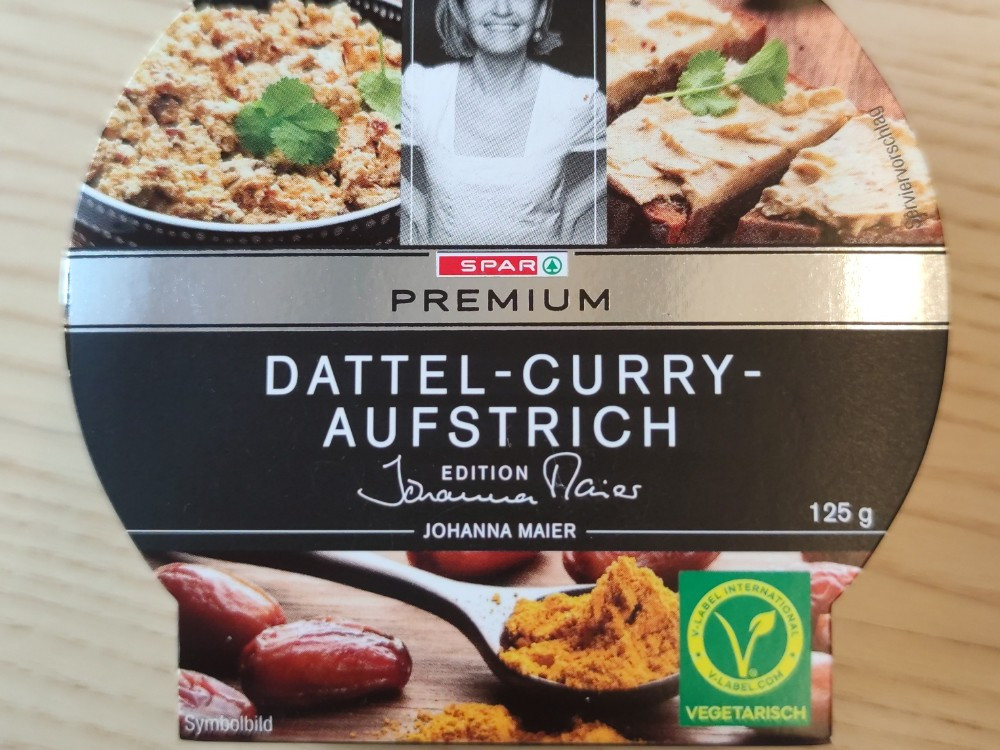 Serviervorschlag
SPAR
PREMIUM
DATTEL-CURRY-
AUFSTRICH
EDITION
Johanna Maier
JOHANNA MAIER
125 g
V-LABEL INTERNATIONAL
V-LABEL.COM
VEGETARISCH
Symbolbild